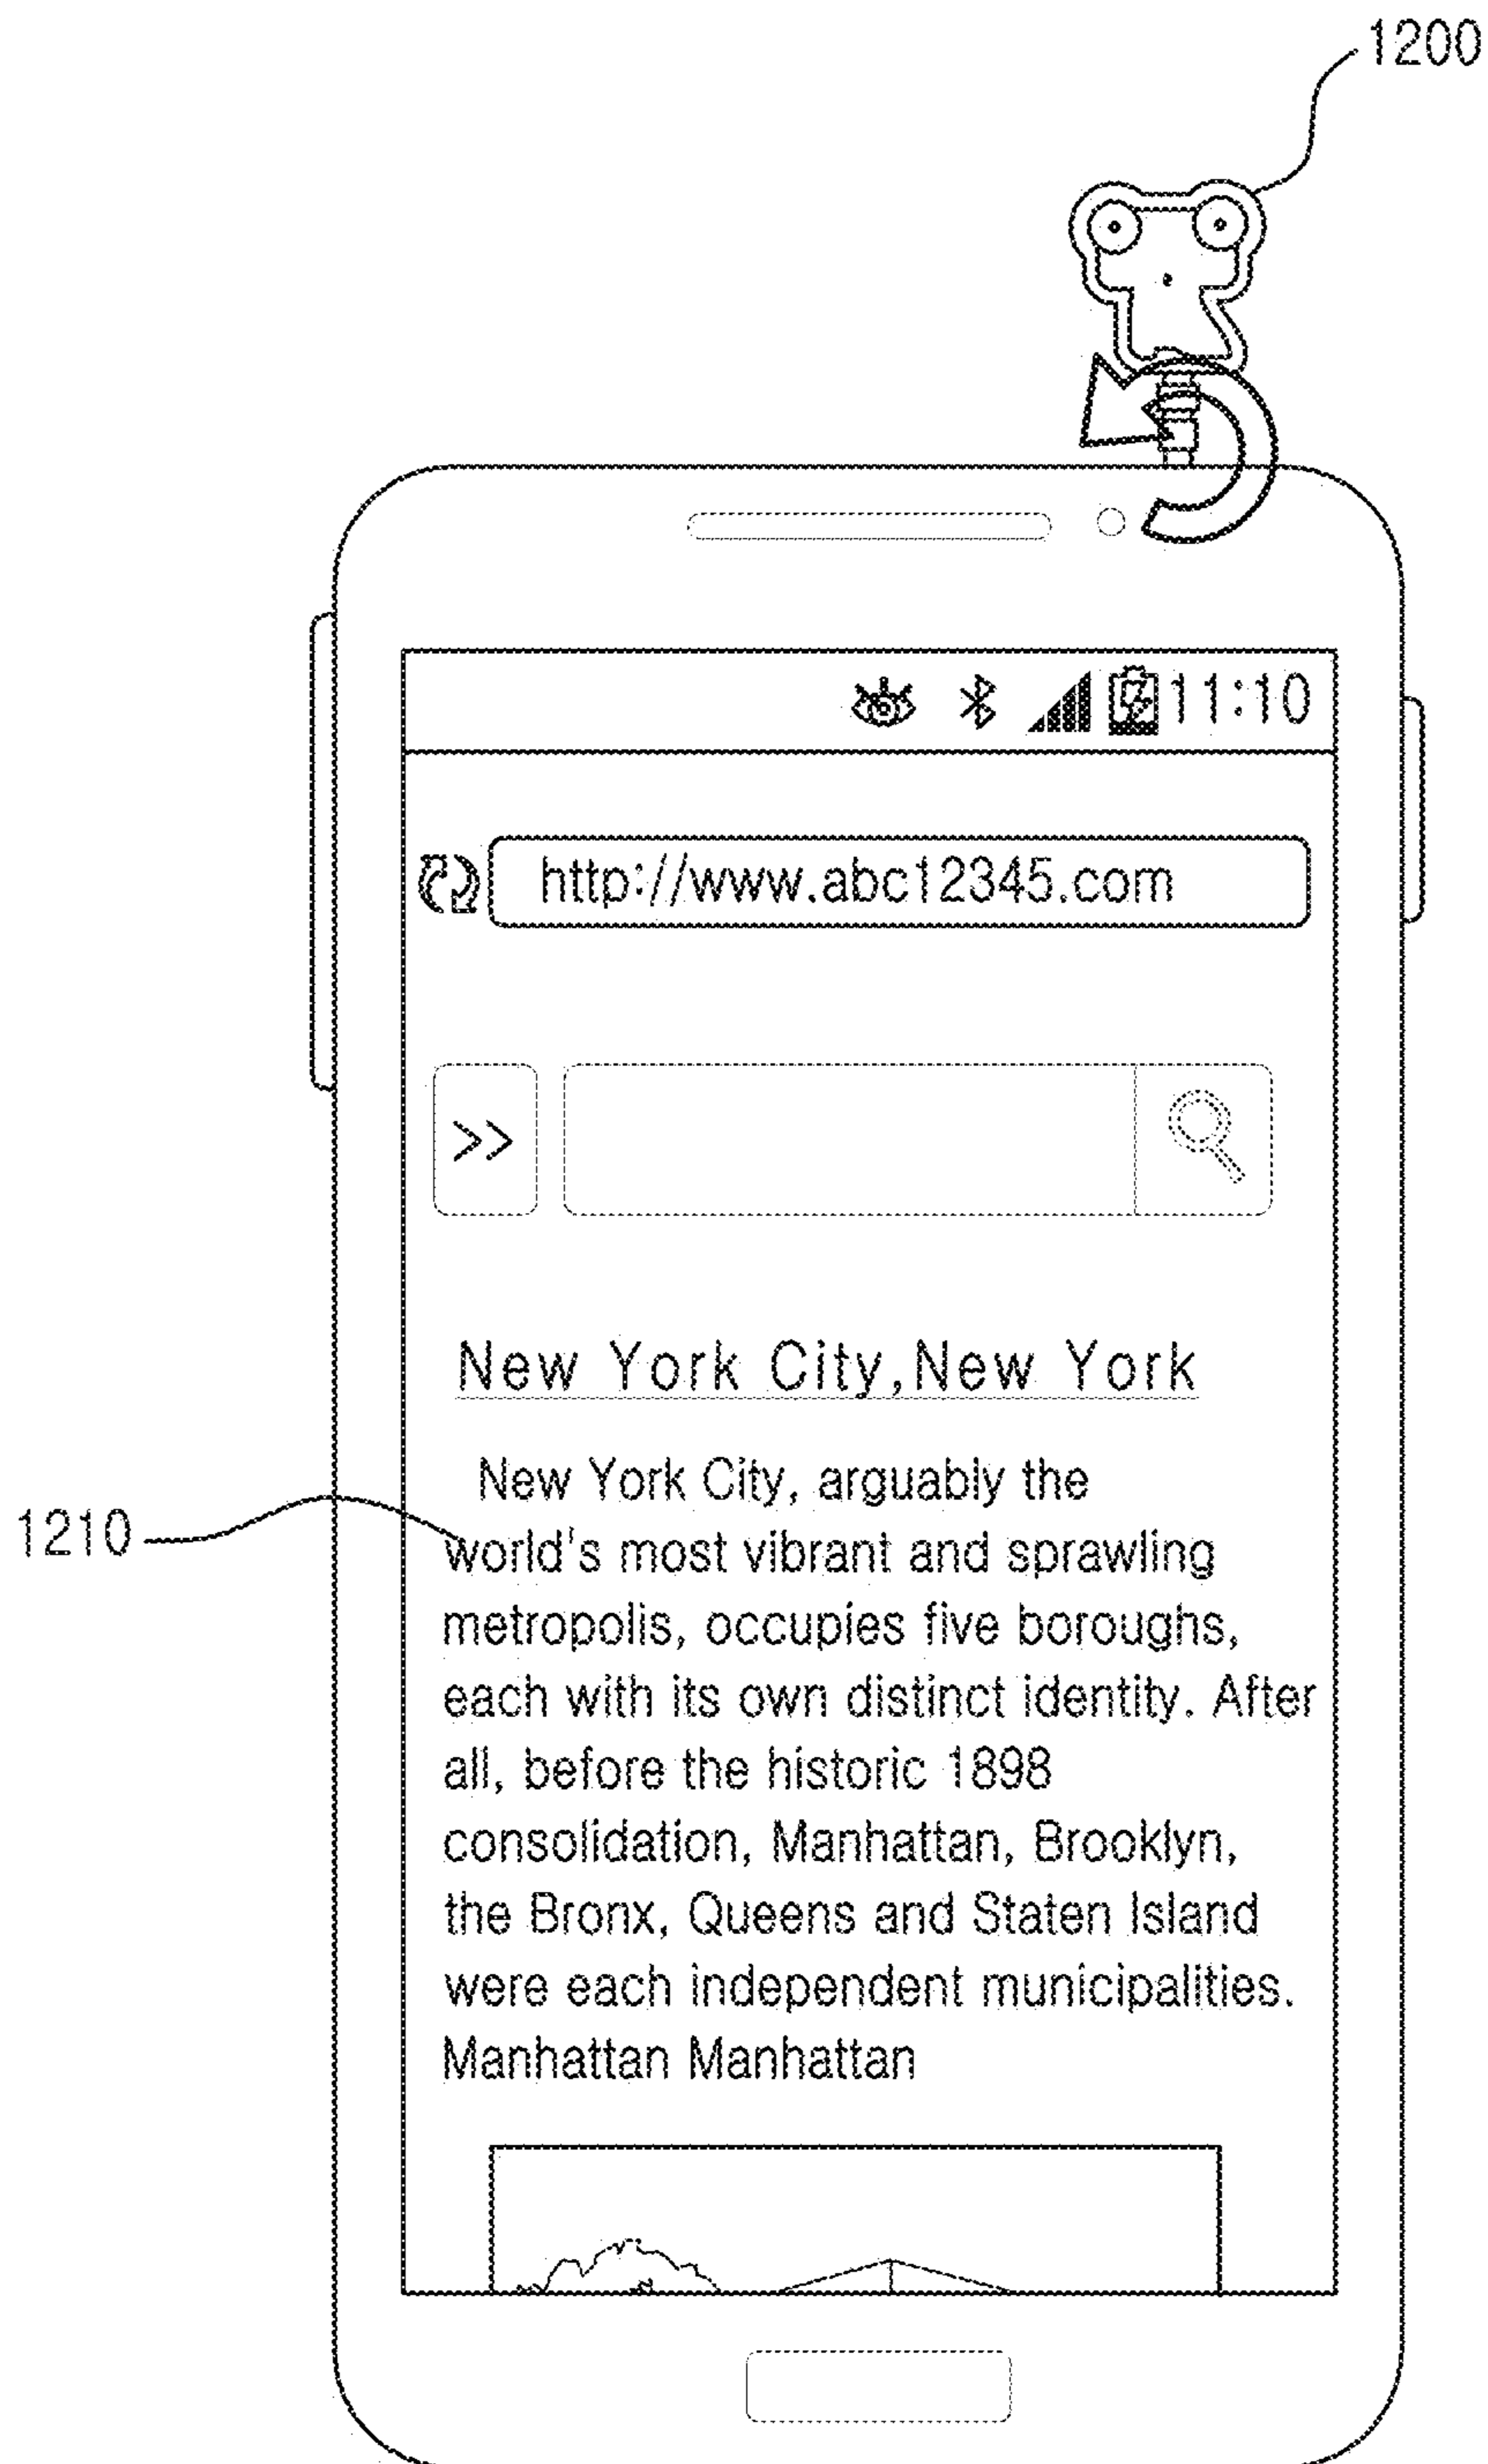 1200
11:10
http://www.abc12345.com
>>
New York City,New York
New York City, arguably the
1210
world's most vibrant and sprawling
metropolis, occupies five boroughs,
each with its own distinct identity. After
all, before the historic 1898
consolidation, Manhattan, Brooklyn,
the Bronx, Queens and Staten Island
were each independent municipalities.
Manhattan Manhattan